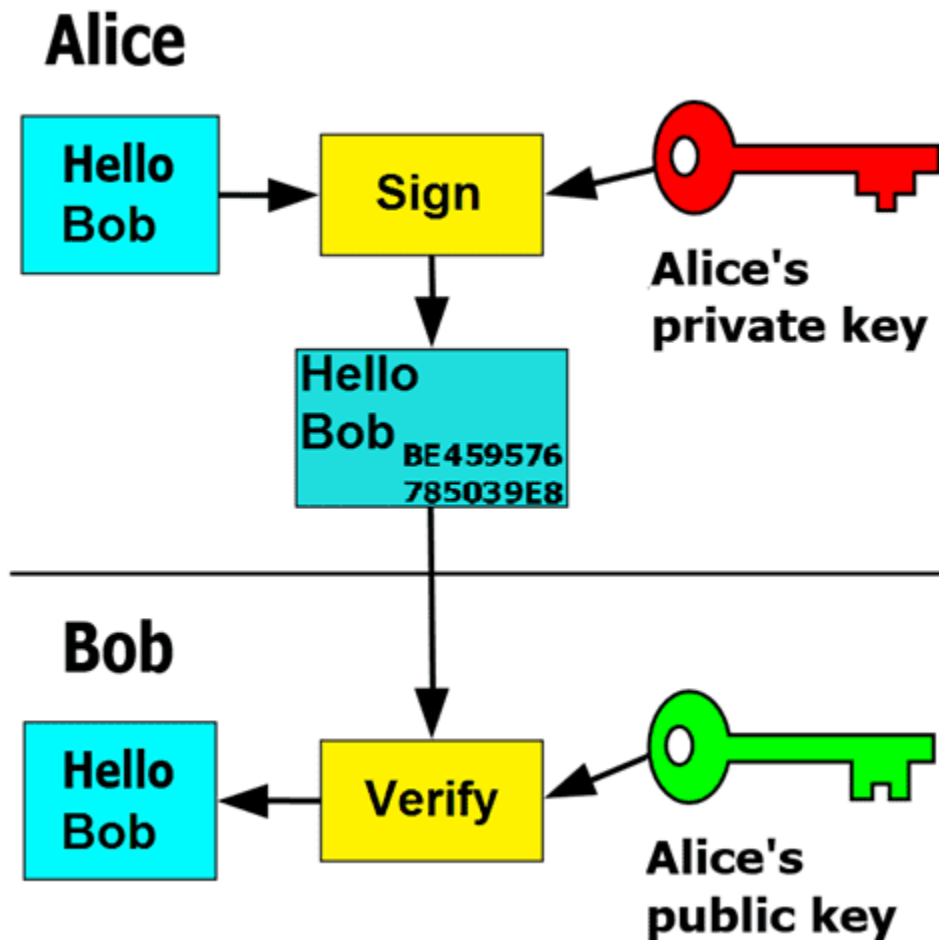 Alice
Hello
Bob
Sign
Alice's
private key
Hello
Bob
BE459576
785039E8
Bob
Hello
Bob
Verify
Alice's
public key